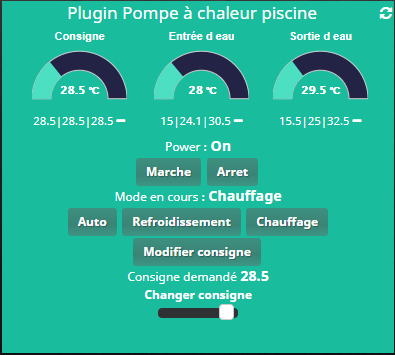 Plugin Pompe à chaleur piscine
Consigne Entrée d eau Sortie d eau
28.5 °C 28 °C 29.5 °C
28.5|28.5|28.5 15|24.1|30.5 15.5|25|32.5
Power : On
Marche Arret
Mode en cours : Chauffage
Auto Refroidissement Chauffage
Modifier consigne
Consigne demandé 28.5
Changer consigne